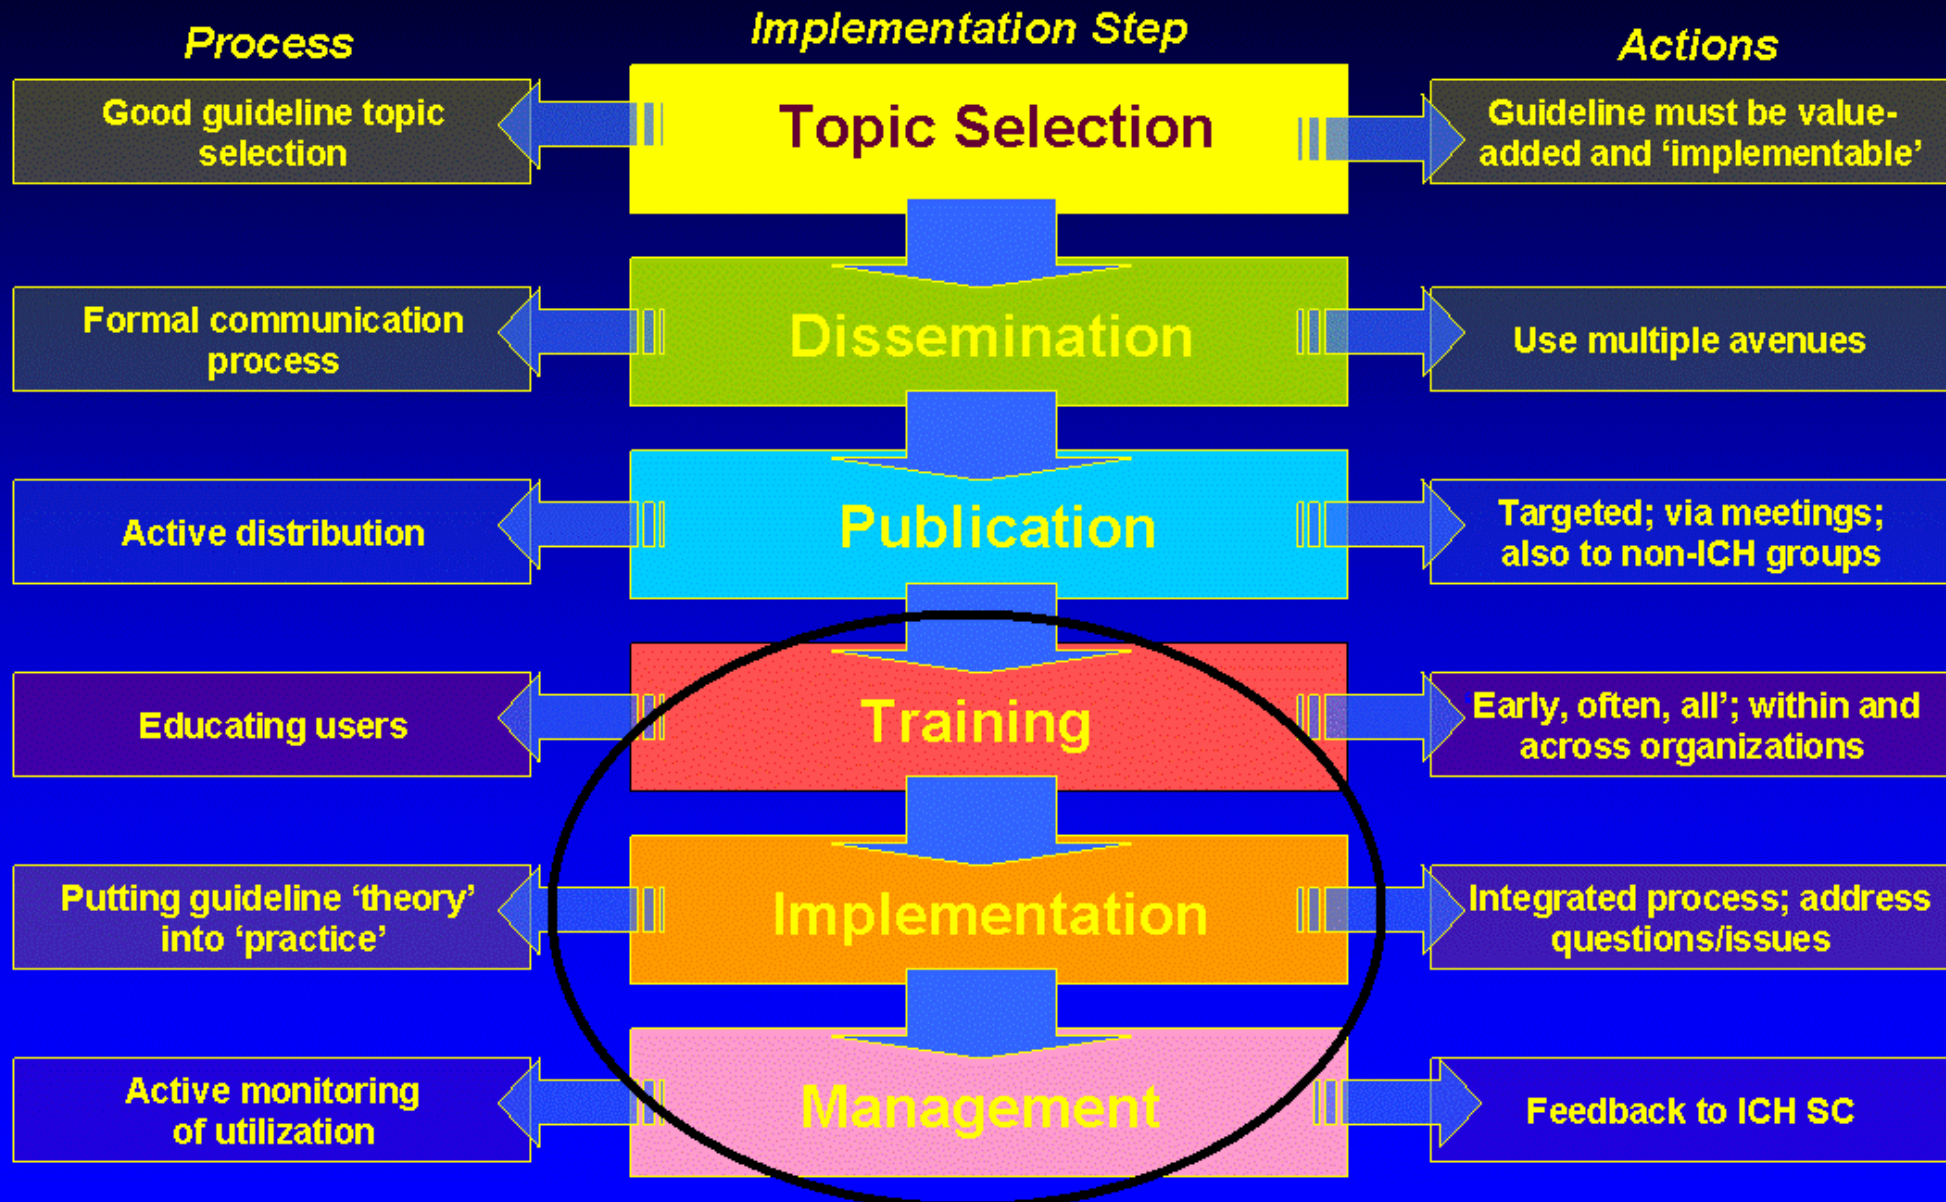 Process
Implementation Step
Actions
Good guideline topic
selection
Topic Selection
Guideline must be value-
added and ‘implementable’
Formal communication
process
Dissemination
Use multiple avenues
Active distribution
Publication
Targeted; via meetings;
also to non-ICH groups
Educating users
Training
‘Early, often, all’; within and
across organizations
Putting guideline ‘theory’
into ‘practice’
Implementation
Integrated process; address
questions/issues
Active monitoring
of utilization
Management
Feedback to ICH SC